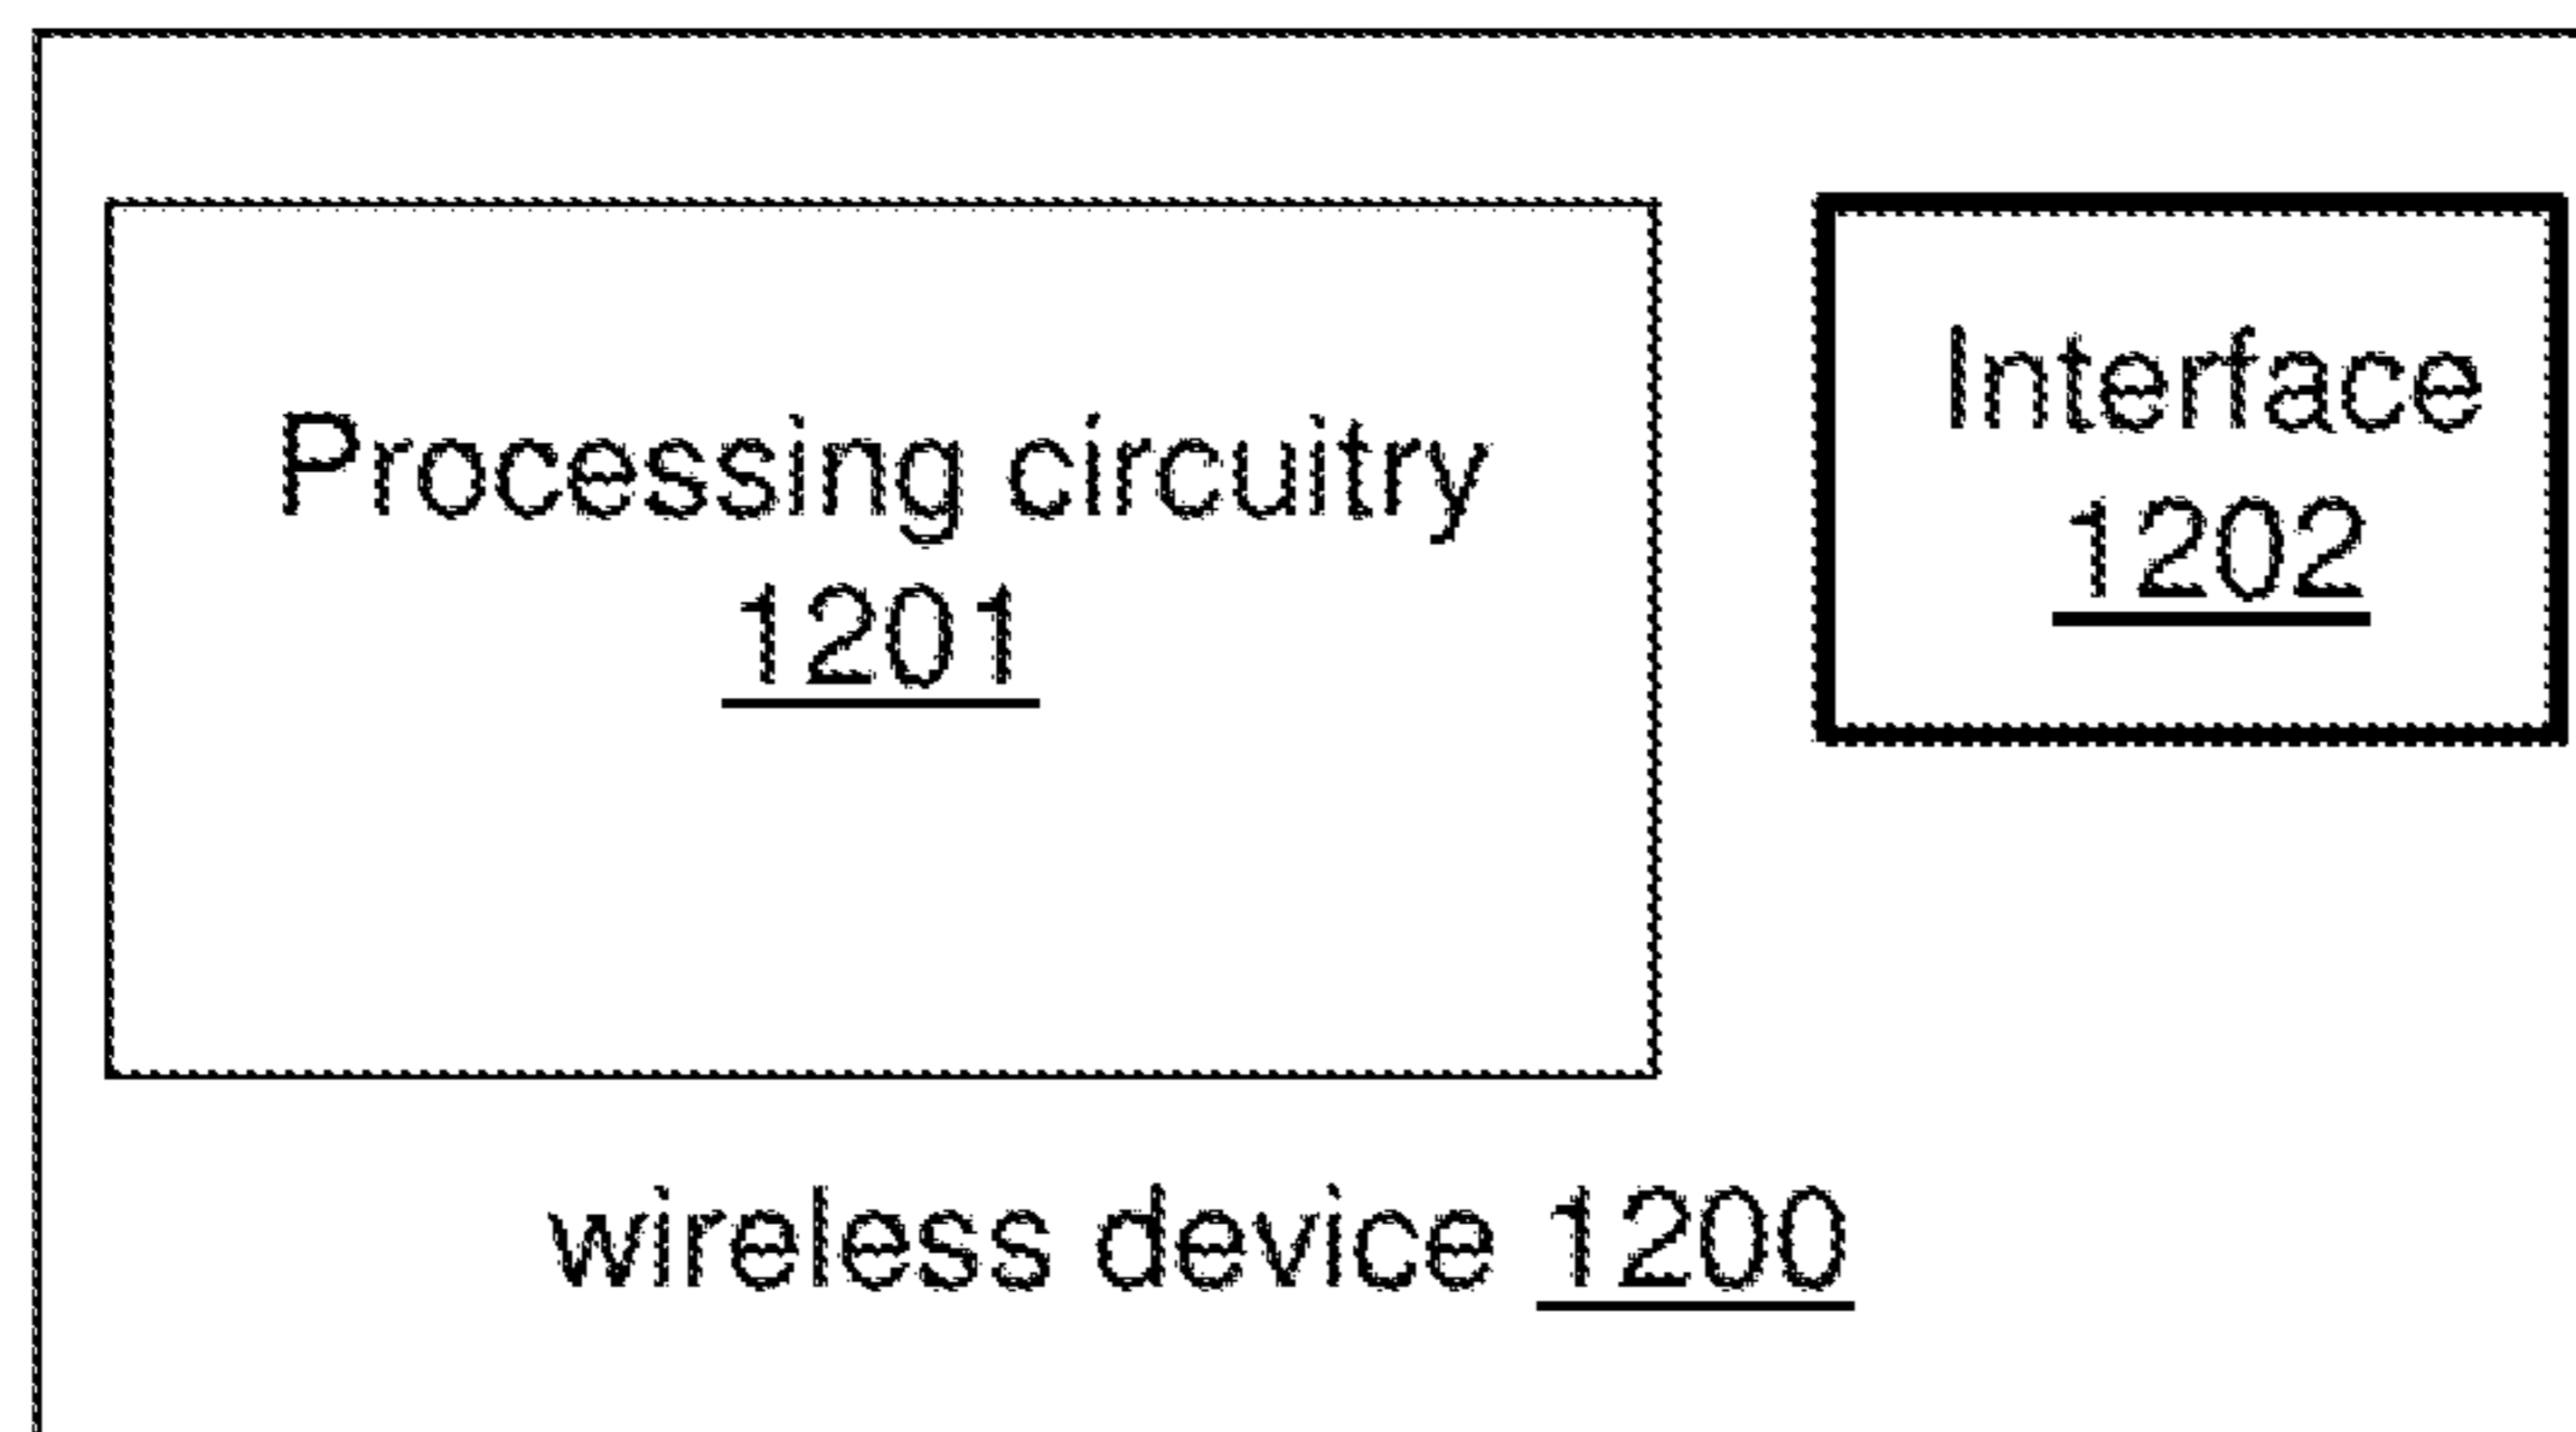 Processing circuitry
1201
Interface
1202
wireless device 1200